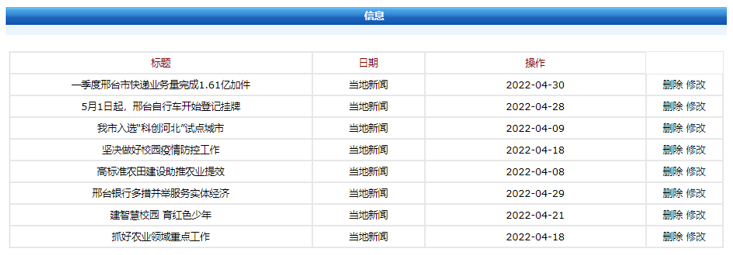 信息
标题 日期 操作
一季度邢台市快递业务量完成1.61亿加件 当地新闻 2022-04-30 删除 修改
5月1日起，邢台自行车开始登记挂牌 当地新闻 2022-04-28 删除 修改
我市入选“科创河北”试点城市 当地新闻 2022-04-09 删除 修改
坚决做好校园疫情防控工作 当地新闻 2022-04-18 删除 修改
高标准农田建设助推农业提效 当地新闻 2022-04-08 删除 修改
邢台银行多措并举服务实体经济 当地新闻 2022-04-29 删除 修改
建智慧校园 育红色少年 当地新闻 2022-04-21 删除 修改
抓好农业领域重点工作 当地新闻 2022-04-18 删除 修改